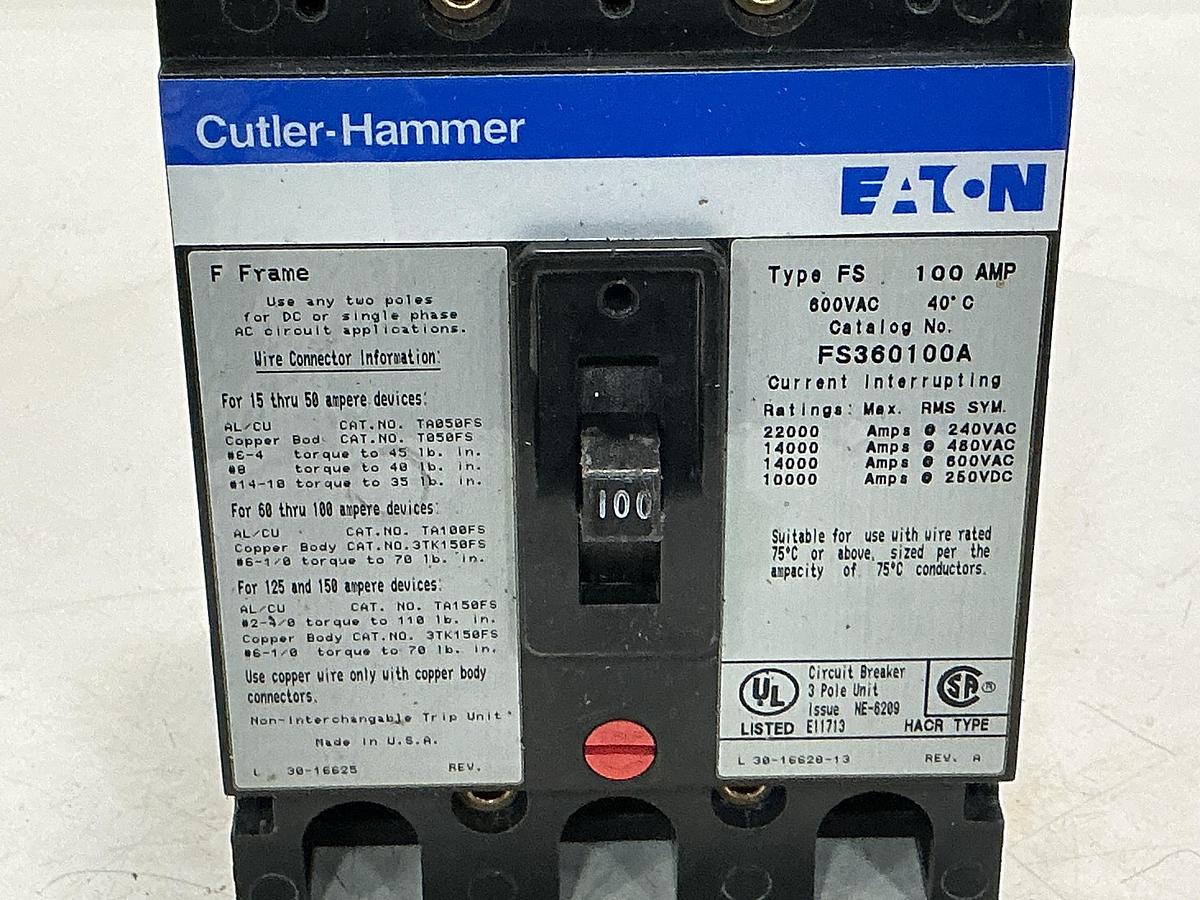 Cutler-Hammer
EATON
F Frame
Use any two poles
for DC or single phase
AC circuit applications.
Wire Connector Information:
For 15 thru 50 ampere devices:
AL/CU CAT.NO. TA050FS
Copper Bod CAT.NO. T050FS
#6-4 torque to 45 lb. in.
#8 torque to 40 lb. in.
#14-10 torque to 35 lb. in.
For 60 thru 100 ampere devices:
AL/CU CAT.NO. TA100FS
Copper Body CAT.NO.3TK150FS
#6-1/0 torque to 70 lb. in.
For 125 and 150 ampere devices:
AL/CU CAT. NO. TA150FS
#2-4/0 torque to 110 lb. in.
Copper Body CAT.NO. 3TK150FS
#6-1/0 torque to 70 lb. in.
Use copper wire only with copper body
connectors.
Non-Interchangable Trip Unit
Made in U.S.A.
L 30-16625 REV.
100
Type FS 100 AMP
600VAC 40°C
Catalog No.
FS360100A
Current Interrupting
Ratings: Max. RMS SYM.
22000 Amps @ 240VAC
14000 Amps @ 480VAC
14000 Amps @ 600VAC
10000 Amps @ 250VDC
Suitable for use with wire rated
75°C or above, sized per the
ampacity of 75°C conductors.
UL
LISTED
Circuit Breaker
3 Pole Unit
Issue NE-6209
E11713
SA ®
HACR TYPE
L 30-16620-13 REV. A